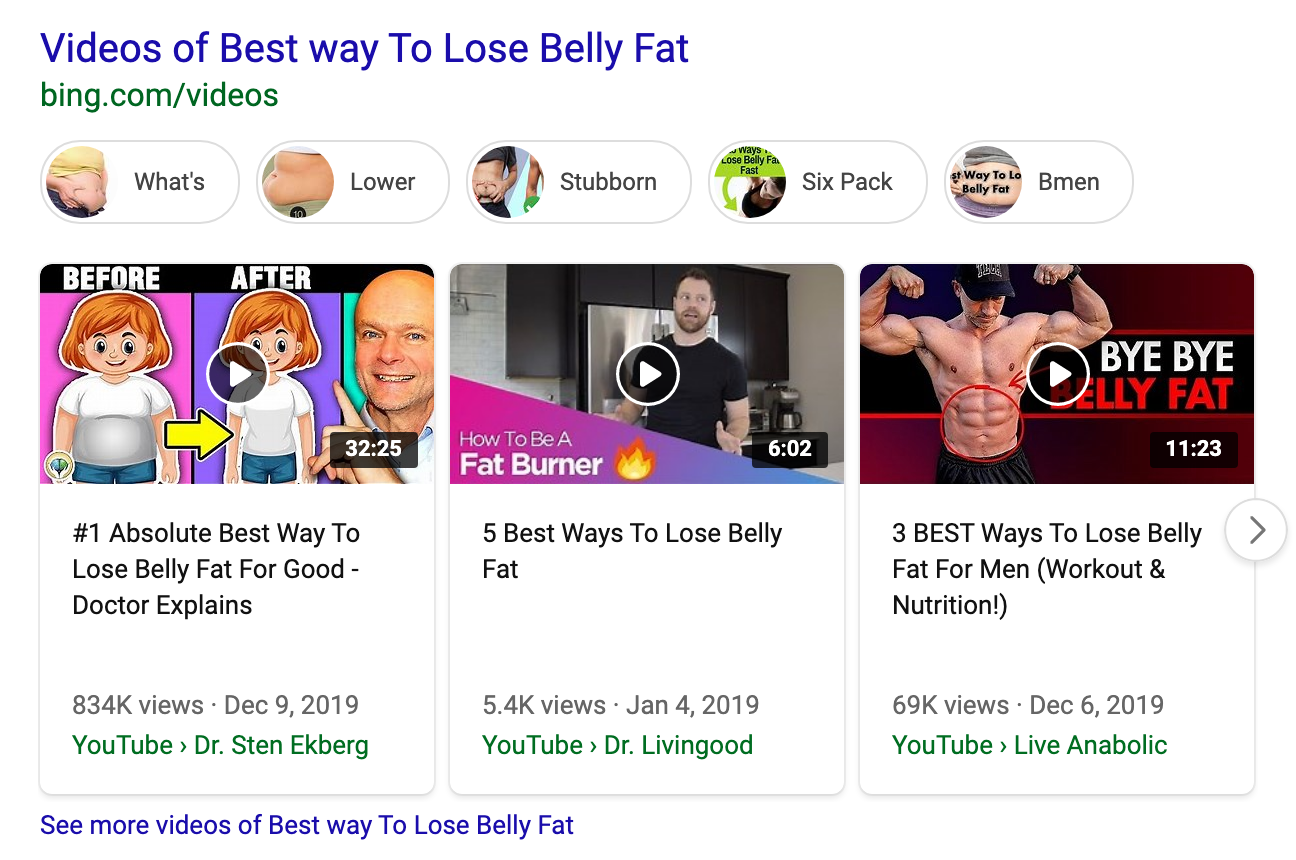 Videos of Best way To Lose Belly Fat
bing.com/videos
What's
10
Lower
Stubborn
Lose Belly Fat
Fast
Six Pack
st Way To Lo
Belly Fat
Bmen
BEFORE AFTER
32:25
How To Be A
Fat Burner
6:02
TECH
BYE BYE
BELLY FAT
11:23
#1 Absolute Best Way To
Lose Belly Fat For Good -
Doctor Explains
834K views · Dec 9, 2019
YouTube › Dr. Sten Ekberg
5 Best Ways To Lose Belly
Fat
5.4K views · Jan 4, 2019
YouTube › Dr. Livingood
3 BEST Ways To Lose Belly
Fat For Men (Workout &
Nutrition!)
69K views · Dec 6, 2019
YouTube › Live Anabolic
See more videos of Best way To Lose Belly Fat